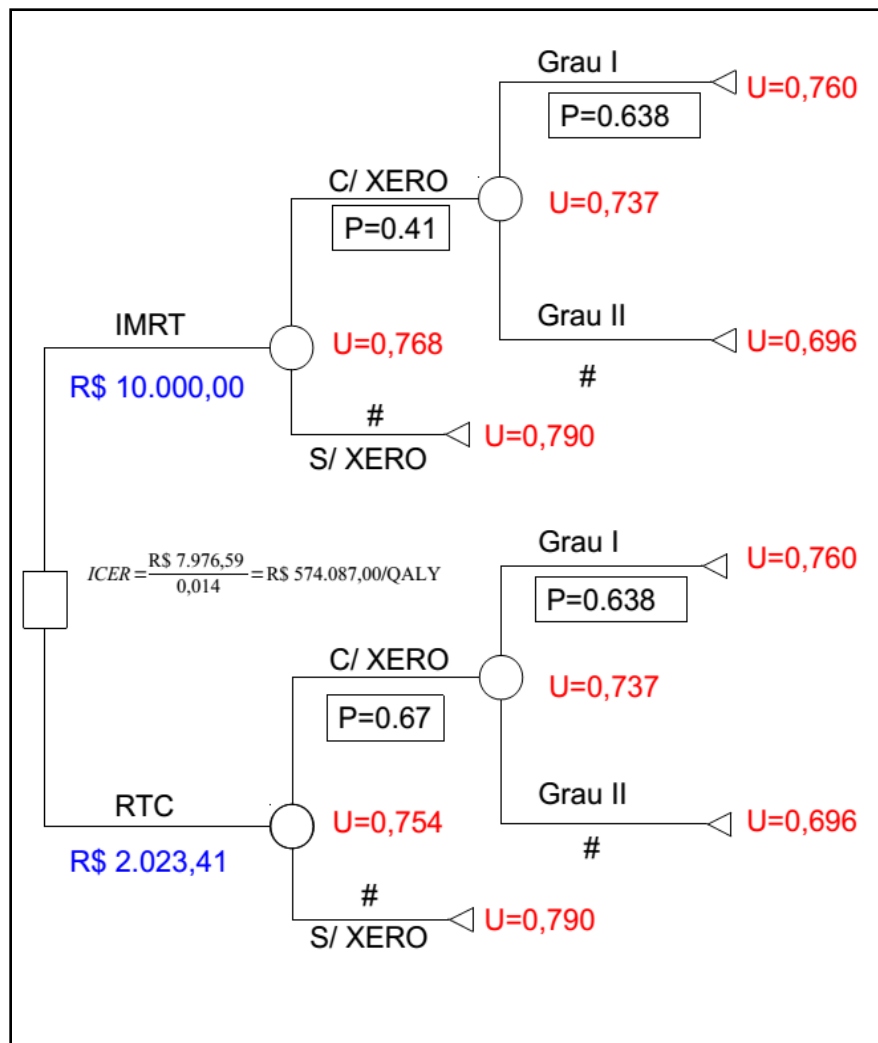 Grau I
U=0,760
P=0.638
C/ XERO
P=0.41
U=0,737
IMRT
R$ 10.000,00
U=0,768
Grau II
U=0,696
#
#
S/ XERO
U=0,790
ICER = R$ 7.976,59 / 0,014 = R$ 574.087,00/QALY
Grau I
U=0,760
P=0.638
C/ XERO
P=0.67
U=0,737
RTC
R$ 2.023,41
U=0,754
Grau II
U=0,696
#
#
S/ XERO
U=0,790